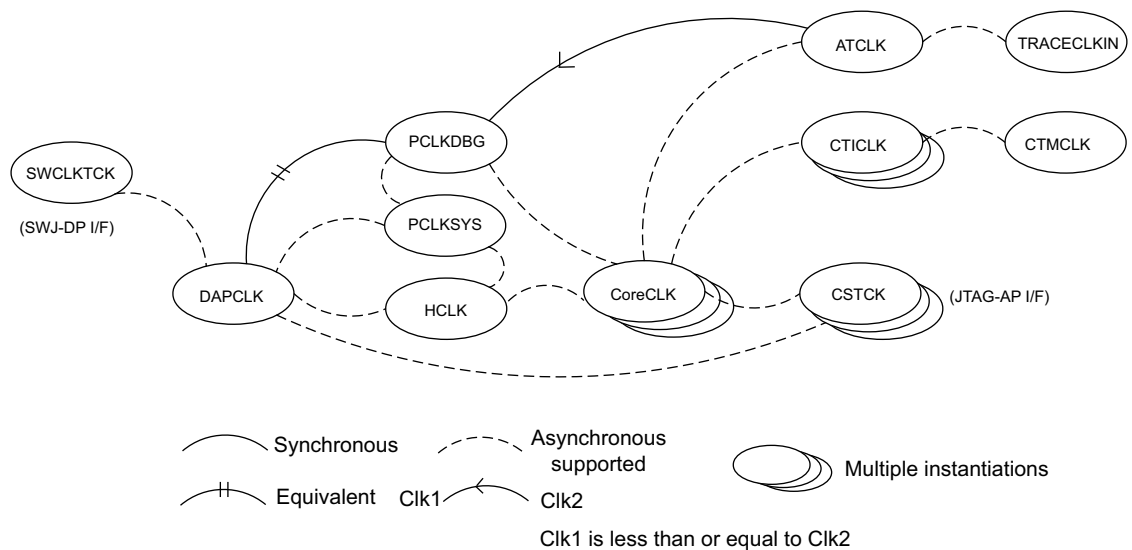 ATCLK
TRACECLKIN
PCLKDBG
CTICLK
CTMCLK
SWCLKTCK
(SWJ-DP I/F)
PCLKSYS
DAPCLK
HCLK
CoreCLK
CSTCK
(JTAG-AP I/F)
Synchronous
Asynchronous
supported
Multiple instantiations
Equivalent
Clk1
Clk2
Clk1 is less than or equal to Clk2